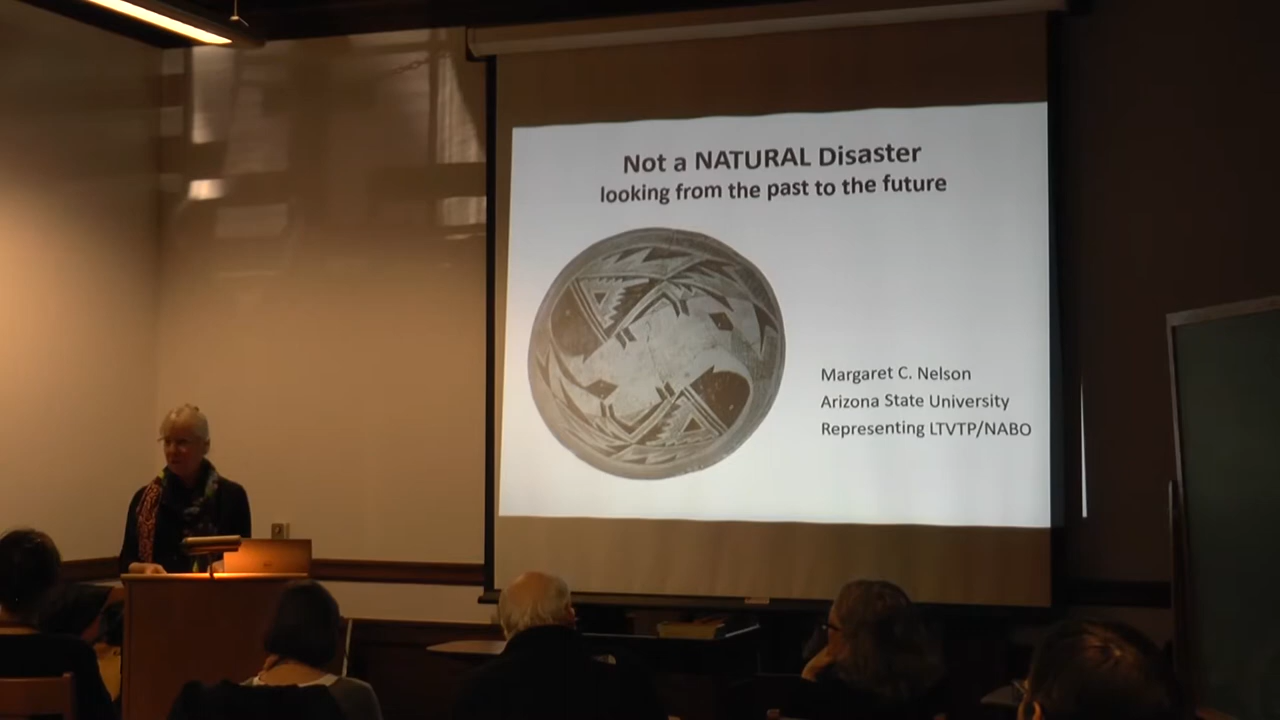 Not a NATURAL Disaster
looking from the past to the future
Margaret C. Nelson
Arizona State University
Representing LTVTP/NABO